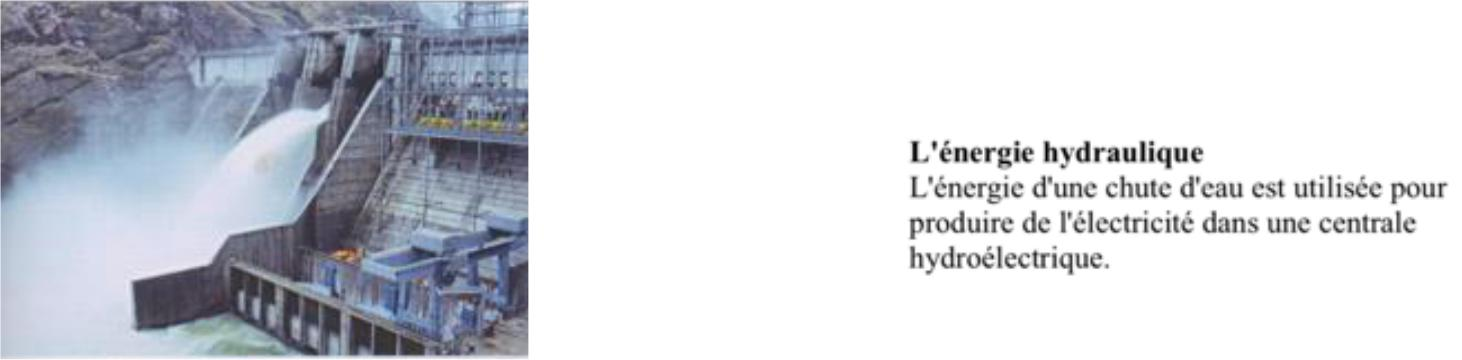 L'énergie hydraulique
L'énergie d'une chute d'eau est utilisée pour
produire de l'électricité dans une centrale
hydroélectrique.